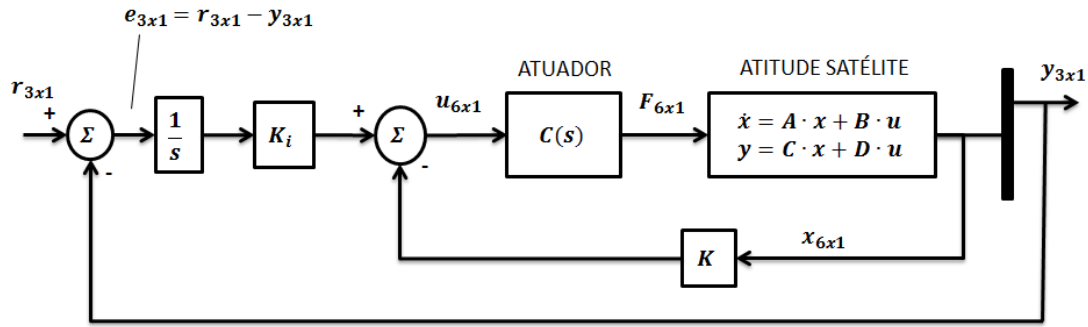 e3x1 = r3x1 − y3x1
r3x1
+
Σ
-
1
s
Ki
+
Σ
-
u6x1
ATUADOR
C(s)
F6x1
ATITUDE SATÉLITE
ẋ = A · x + B · u
y = C · x + D · u
y3x1
K
x6x1